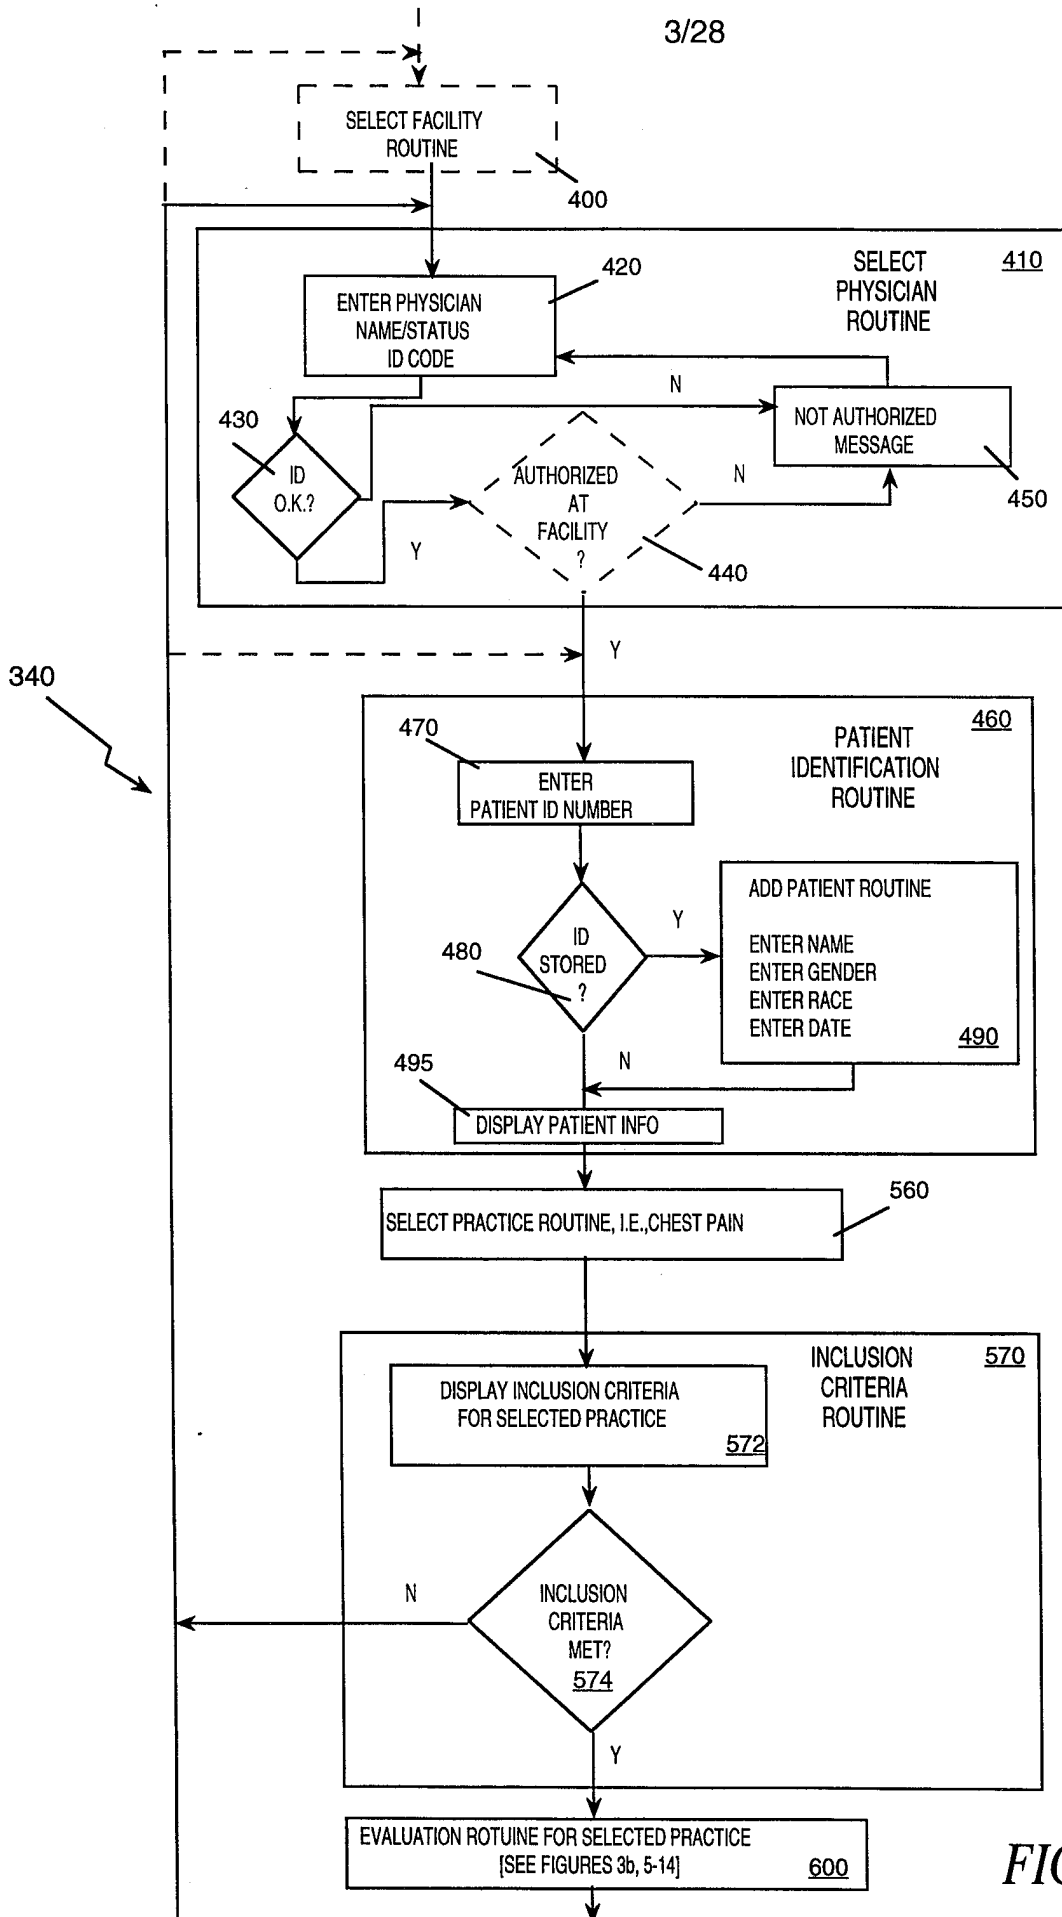 3/28
SELECT FACILITY
ROUTINE
400
SELECT
PHYSICIAN
ROUTINE
410
420
ENTER PHYSICIAN
NAME/STATUS
ID CODE
N
NOT AUTHORIZED
MESSAGE
450
430
ID
O.K.?
Y
AUTHORIZED
AT
FACILITY
?
N
440
Y
340
460
PATIENT
IDENTIFICATION
ROUTINE
470
ENTER
PATIENT ID NUMBER
480
ID
STORED
?
Y
ADD PATIENT ROUTINE
ENTER NAME
ENTER GENDER
ENTER RACE
ENTER DATE
490
N
495
DISPLAY PATIENT INFO
SELECT PRACTICE ROUTINE, I.E.,CHEST PAIN
560
INCLUSION
CRITERIA
ROUTINE
570
DISPLAY INCLUSION CRITERIA
FOR SELECTED PRACTICE
572
N
INCLUSION
CRITERIA
MET?
574
Y
EVALUATION ROTUINE FOR SELECTED PRACTICE
[SEE FIGURES 3b, 5-14]
600